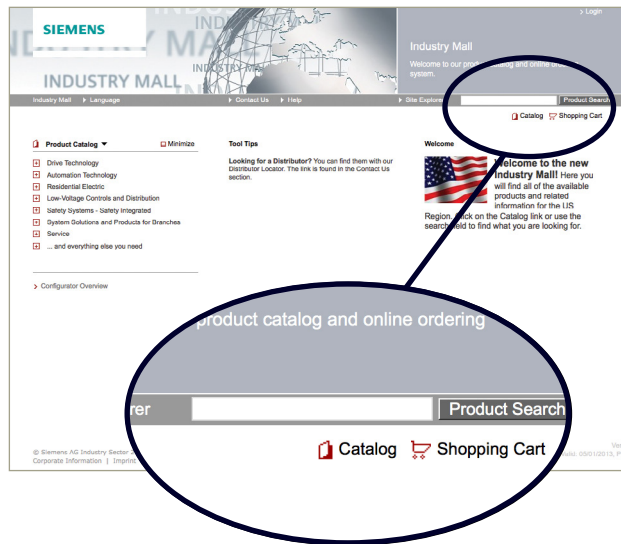 SIEMENS
INDUSTRY MALL
> Login
Industry Mall
Welcome to our product catalog and online ordering
system.
Industry Mall
Language
Contact Us
Help
Site Explorer
Product Search
Catalog
Shopping Cart
Product Catalog
Minimize
Drive Technology
Automation Technology
Residential Electric
Low-Voltage Controls and Distribution
Safety Systems - Safety Integrated
System Solutions and Products for Branches
Service
... and everything else you need
Configurator Overview
Tool Tips
Looking for a Distributor? You can find them with our
Distributor Locator. The link is found in the Contact Us
section.
Welcome
Welcome to the new
Industry Mall! Here you
will find all of the available
products and related
information for the US
Region. Click on the Catalog link or use the
search field to find what you are looking for.
product catalog and online ordering
rer
Product Search
Catalog
Shopping Cart
© Siemens AG Industry Sector
Corporate Information | Imprint
05/01/2013, P